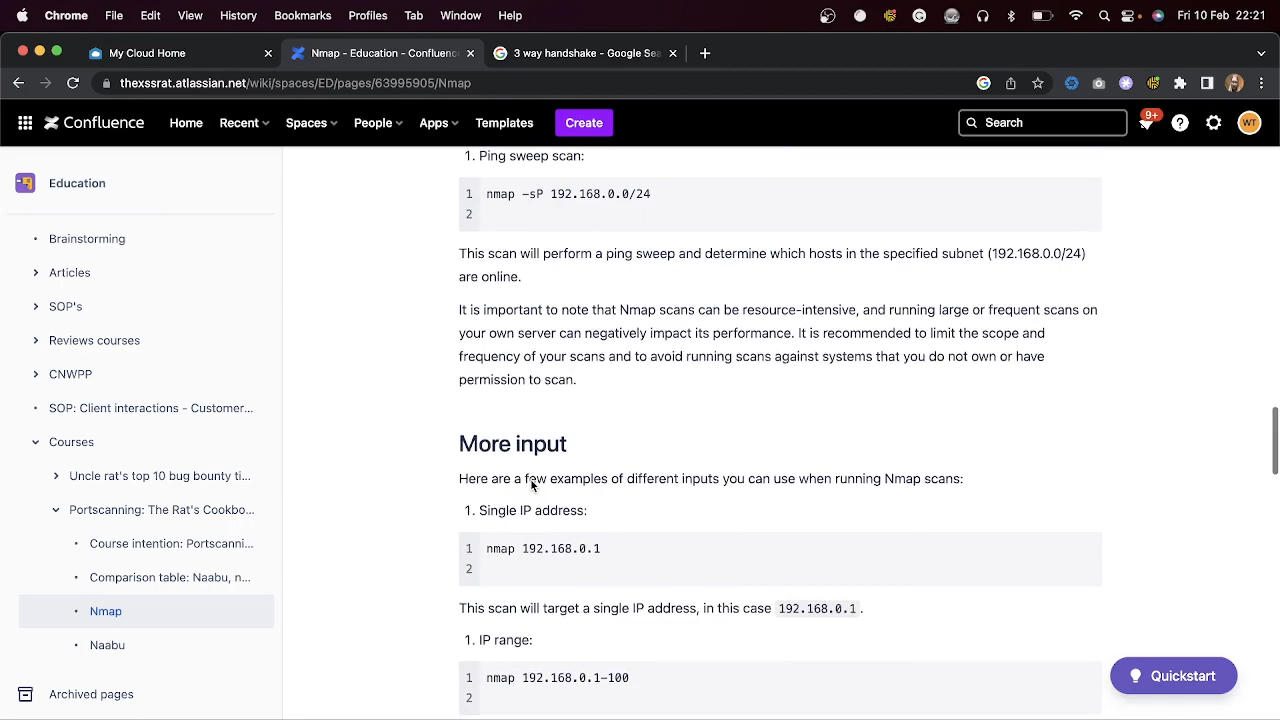 Chrome File Edit View History Bookmarks Profiles Tab Window Help Fri 10 Feb 22:21
My Cloud Home Nmap - Education - Confluence 3 way handshake - Google Sea
thexssrat.atlassian.net/wiki/spaces/ED/pages/63995905/Nmap
Confluence Home Recent Spaces People Apps Templates Create Search 9+ WT
Education
Brainstorming
Articles
SOP's
Reviews courses
CNWPP
SOP: Client interactions - Customer...
Courses
Uncle rat's top 10 bug bounty ti...
Portscanning: The Rat's Cookbo...
Course intention: Portscanni...
Comparison table: Naabu, n...
Nmap
Naabu
Archived pages
1. Ping sweep scan:
1 nmap -sP 192.168.0.0/24
2
This scan will perform a ping sweep and determine which hosts in the specified subnet (192.168.0.0/24)
are online.
It is important to note that Nmap scans can be resource-intensive, and running large or frequent scans on
your own server can negatively impact its performance. It is recommended to limit the scope and
frequency of your scans and to avoid running scans against systems that you do not own or have
permission to scan.
More input
Here are a few examples of different inputs you can use when running Nmap scans:
1. Single IP address:
1 nmap 192.168.0.1
2
This scan will target a single IP address, in this case 192.168.0.1.
1. IP range:
1 nmap 192.168.0.1-100
2
Quickstart